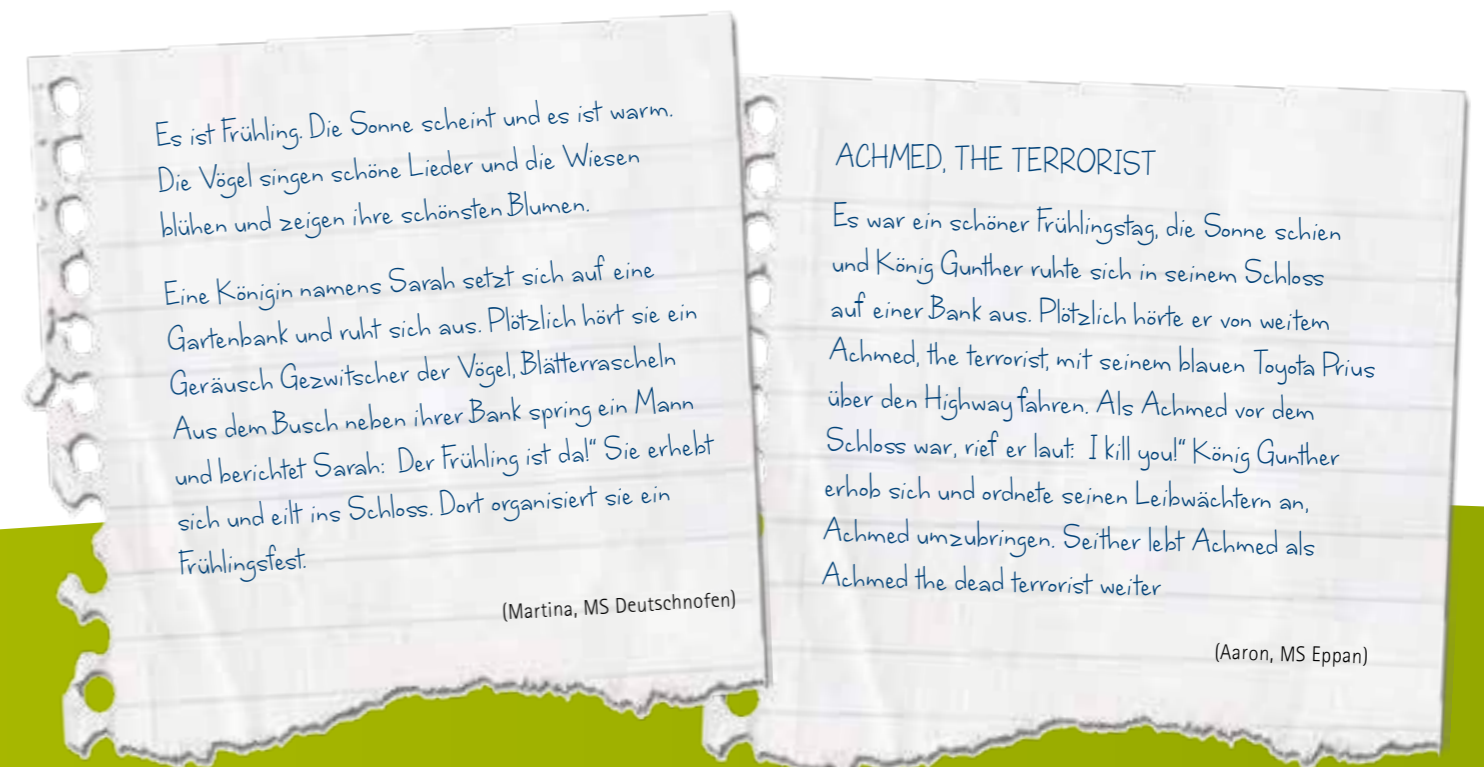 Es ist Frühling. Die Sonne scheint und es ist warm.
Die Vögel singen schöne Lieder und die Wiesen
blühen und zeigen ihre schönsten Blumen.
Eine Königin namens Sarah setzt sich auf eine
Gartenbank und ruht sich aus. Plötzlich hört sie ein
Geräusch Gezwitscher der Vögel, Blätterrascheln
Aus dem Busch neben ihrer Bank spring ein Mann
und berichtet Sarah: Der Frühling ist da!“ Sie erhebt
sich und eilt ins Schloss. Dort organisiert sie ein
Frühlingsfest.
(Martina, MS Deutschnofen)
ACHMED, THE TERRORIST
Es war ein schöner Frühlingstag, die Sonne schien
und König Gunther ruhte sich in seinem Schloss
auf einer Bank aus. Plötzlich hörte er von weitem
Achmed, the terrorist, mit seinem blauen Toyota Prius
über den Highway fahren. Als Achmed vor dem
Schloss war, rief er laut: I kill you!“ König Gunther
erhob sich und ordnete seinen Leibwächtern an,
Achmed umzubringen. Seither lebt Achmed als
Achmed the dead terrorist weiter
(Aaron, MS Eppan)